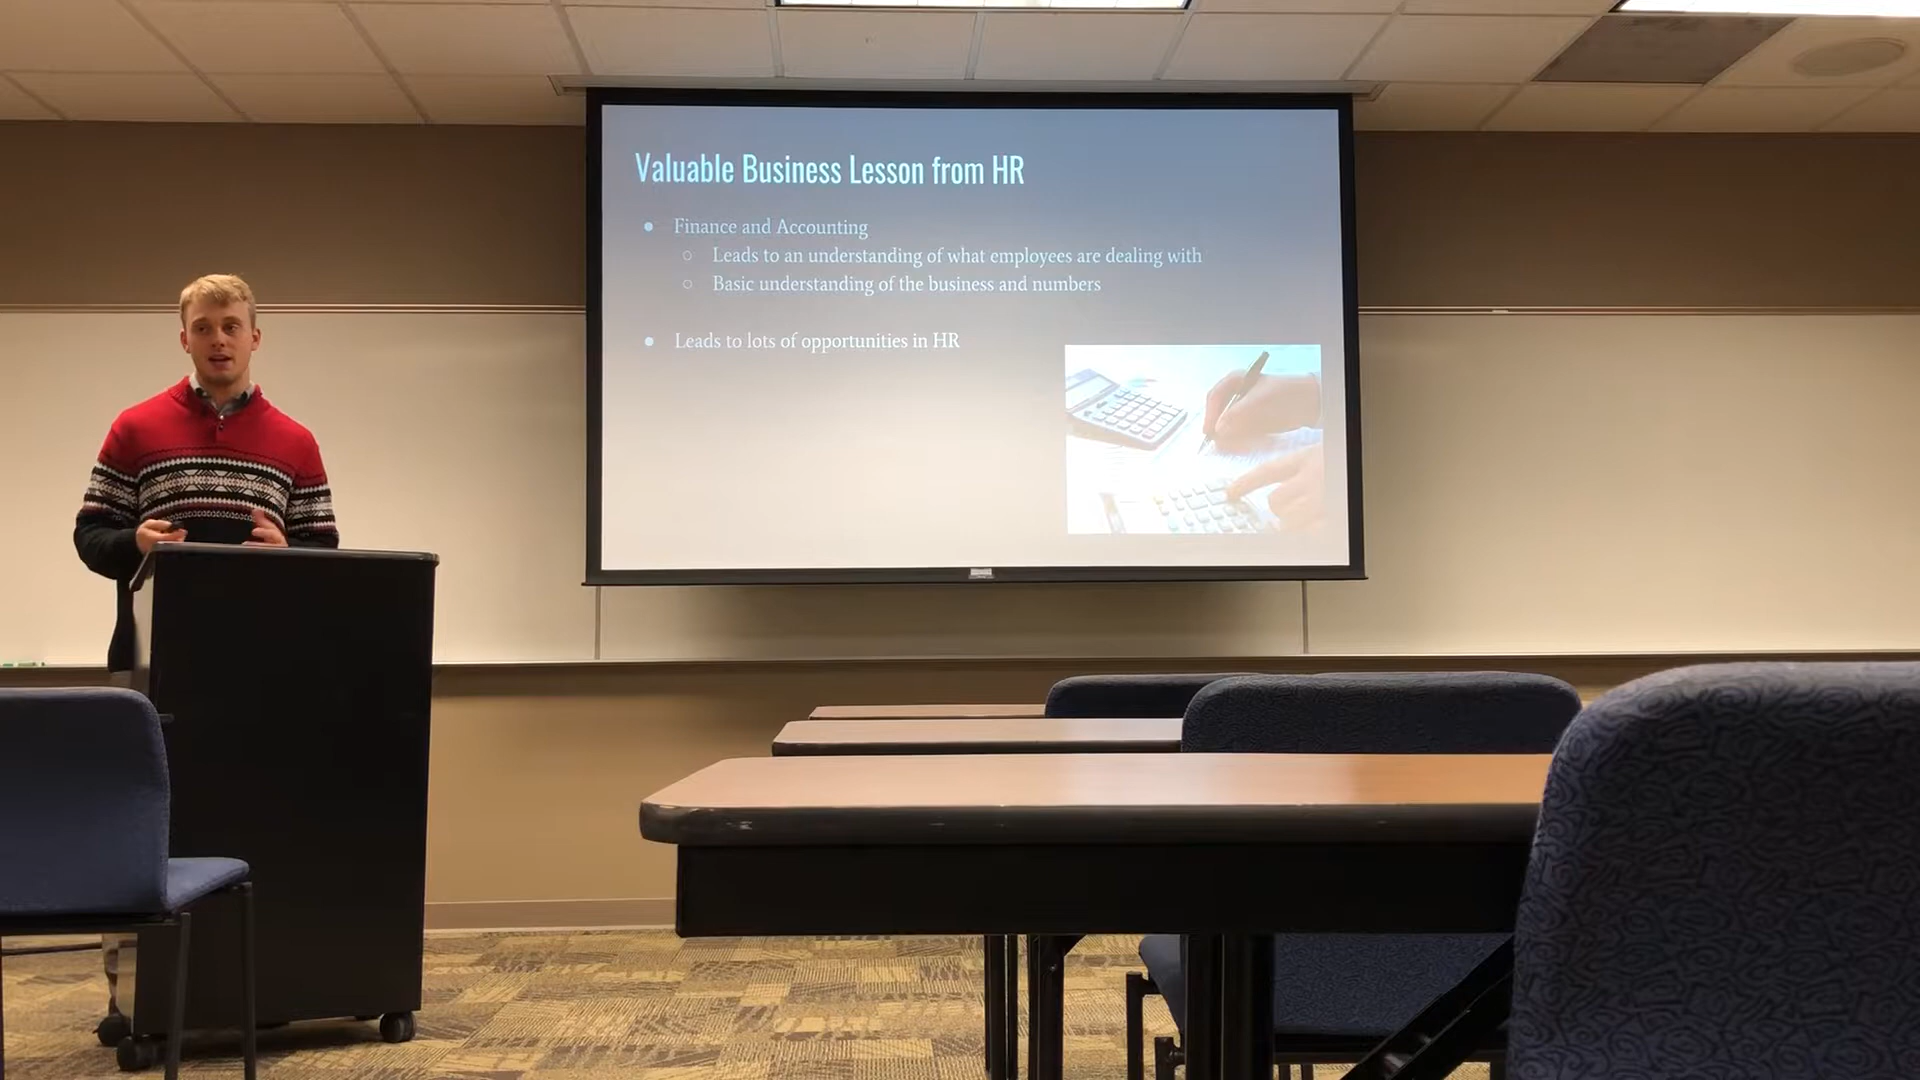 Valuable Business Lesson from HR
● Finance and Accounting
○ Leads to an understanding of what employees are dealing with
○ Basic understanding of the business and numbers
● Leads to lots of opportunities in HR